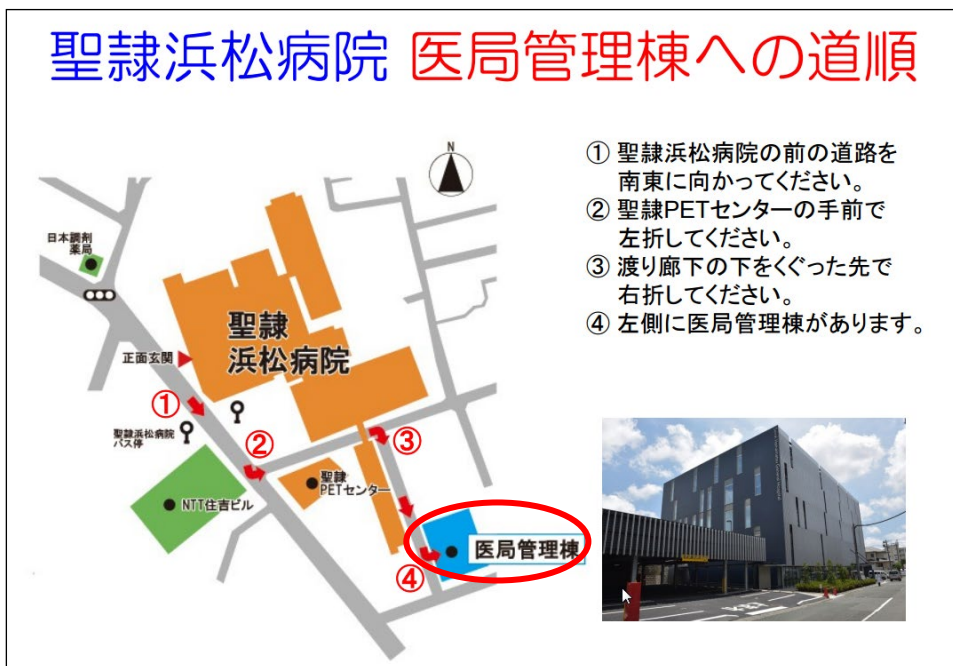 聖隷浜松病院 医局管理棟への道順
① 聖隷浜松病院の前の道路を
南東に向かってください。
② 聖隷PETセンターの手前で
左折してください。
③ 渡り廊下の下をくぐった先で
右折してください。
④ 左側に医局管理棟があります。
N
日本調剤
薬局
聖隷
浜松病院
正面玄関
①
聖隷浜松病院
バス停
②
③
聖隷
PETセンター
NTT住吉ビル
医局管理棟
④